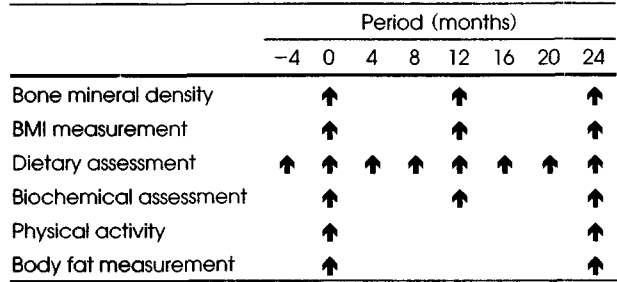 Period (months)
−4 0 4 8 12 16 20 24
Bone mineral density
BMI measurement
Dietary assessment
Biochemical assessment
Physical activity
Body fat measurement